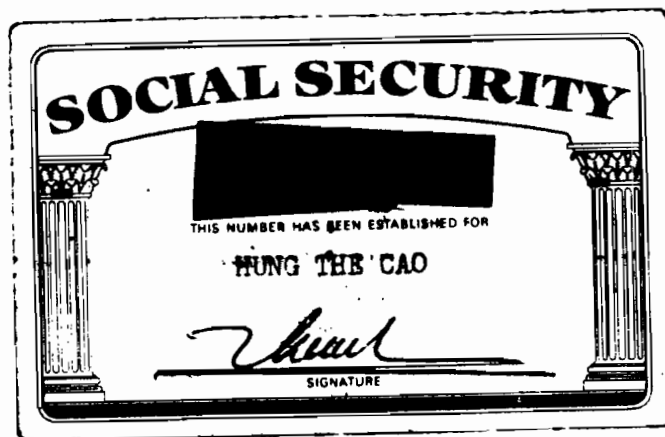 SOCIAL SECURITY
THIS NUMBER HAS BEEN ESTABLISHED FOR
HUNG THE CAO
SIGNATURE